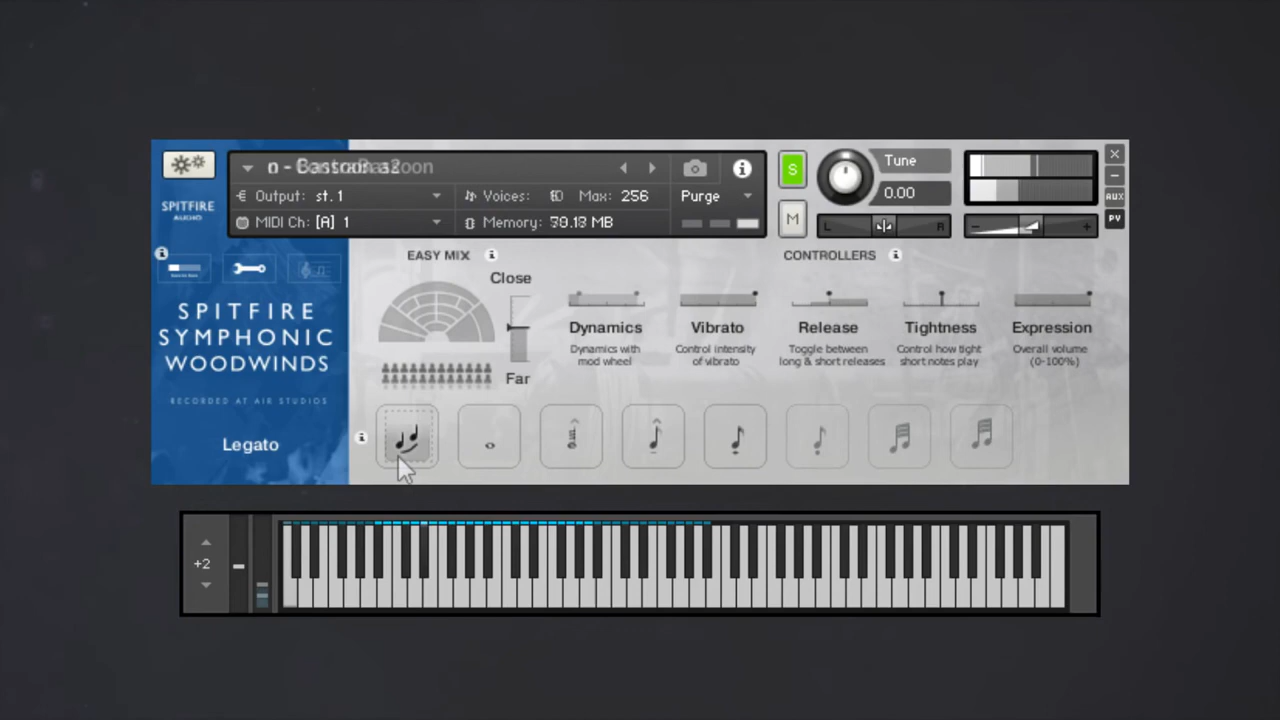 Tune
SPITFIRE
AUDIO
Output: st.1
Voices:
Max: 256
Purge
0.00
AUX
MIDI Ch: [A] 1
Memory:
MB
S
M
L
R
PV
EASY MIX
CONTROLLERS
Close
SPITFIRE
SYMPHONIC
WOODWINDS
Dynamics
Vibrato
Release
Tightness
Expression
Dynamics with
mod wheel
Control intensity
of vibrato
Toggle between
long & short releases
Control how tight
short notes play
Overall volume
(0-100%)
Far
RECORDED AT AIR STUDIOS
Legato
+2